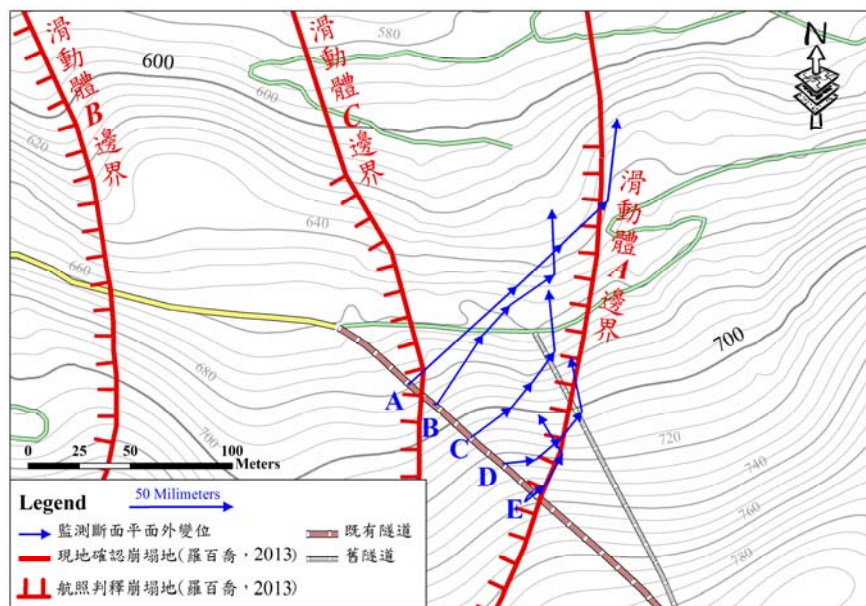 滑動體B邊界
600
滑動體C邊界
580
600
N
620
640
滑動體A邊界
660
700
680
700
A
B
C
D
E
720
740
760
780
0 50 100
Meters
Legend
50 Milimeters
監測斷面平面外變位
既有隧道
現地確認崩塌地(羅百喬,2013)
舊隧道
航照判釋崩塌地(羅百喬,2013)